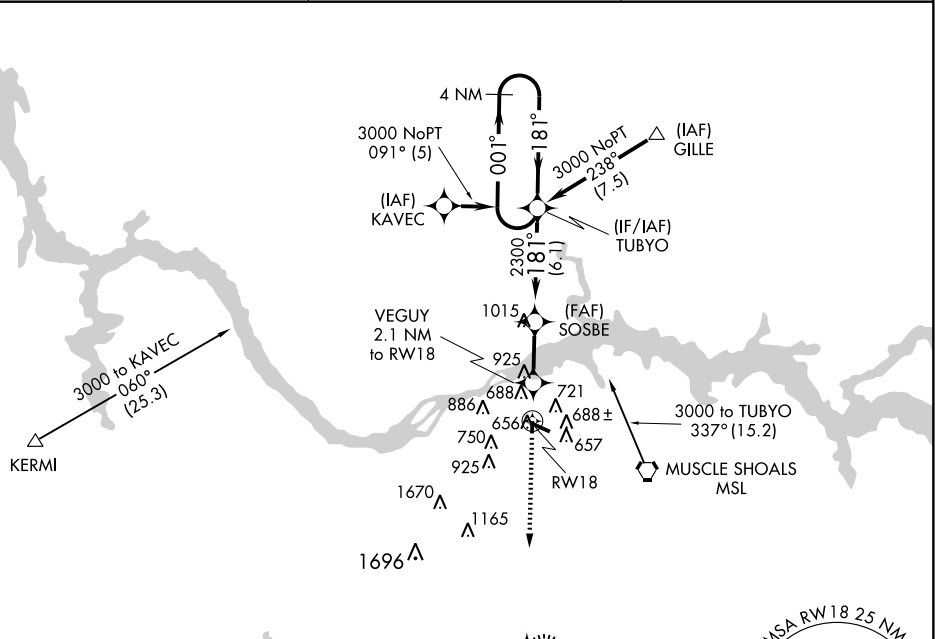 4 NM
001°
181°
3000 NoPT
091° (5)
3000 NoPT
238°
(7.5)
(IAF)
GILLE
(IAF)
KAVEC
(IF/IAF)
TUBYO
2300
181°
(6.1)
1015
(FAF)
SOSBE
VEGUY
2.1 NM
to RW18
925
688
721
886
656
688±
750
657
925
RW18
3000 to KAVEC
060°
(25.3)
KERMI
3000 to TUBYO
337° (15.2)
MUSCLE SHOALS
MSL
1670
1165
1696
MSA RW18 25 NM